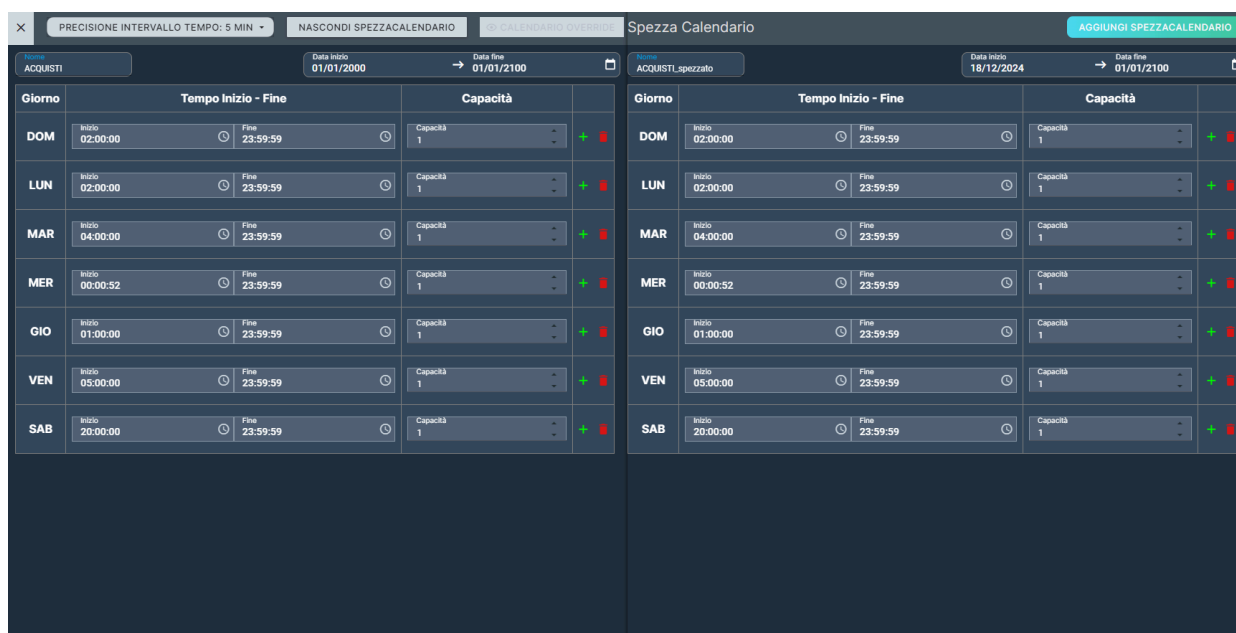 × PRECISIONE INTERVALLO TEMPO: 5 MIN NASCONDI SPEZZACALENDARIO CALENDARIO OVERRIDE
Nome
ACQUISTI
Data inizio
01/01/2000
→
Data fine
01/01/2100
Giorno Tempo Inizio - Fine Capacità
DOM Inizio 02:00:00 Fine 23:59:59 Capacità 1 +
LUN Inizio 02:00:00 Fine 23:59:59 Capacità 1 +
MAR Inizio 04:00:00 Fine 23:59:59 Capacità 1 +
MER Inizio 00:00:52 Fine 23:59:59 Capacità 1 +
GIO Inizio 01:00:00 Fine 23:59:59 Capacità 1 +
VEN Inizio 05:00:00 Fine 23:59:59 Capacità 1 +
SAB Inizio 20:00:00 Fine 23:59:59 Capacità 1 +
Spezza Calendario AGGIUNGI SPEZZACALENDARIO
Nome
ACQUISTI_spezzato
Data inizio
18/12/2024
→
Data fine
01/01/2100
Giorno Tempo Inizio - Fine Capacità
DOM Inizio 02:00:00 Fine 23:59:59 Capacità 1 +
LUN Inizio 02:00:00 Fine 23:59:59 Capacità 1 +
MAR Inizio 04:00:00 Fine 23:59:59 Capacità 1 +
MER Inizio 00:00:52 Fine 23:59:59 Capacità 1 +
GIO Inizio 01:00:00 Fine 23:59:59 Capacità 1 +
VEN Inizio 05:00:00 Fine 23:59:59 Capacità 1 +
SAB Inizio 20:00:00 Fine 23:59:59 Capacità 1 +